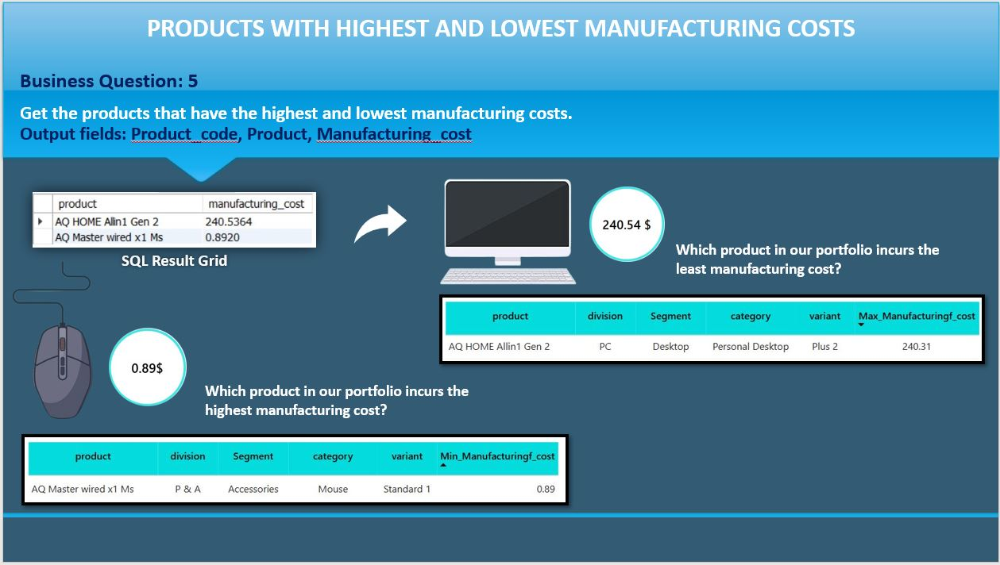 PRODUCTS WITH HIGHEST AND LOWEST MANUFACTURING COSTS
Business Question: 5
Get the products that have the highest and lowest manufacturing costs.
Output fields: Product_code, Product, Manufacturing_cost
product manufacturing_cost
AQ HOME Allin1 Gen 2 240.5364
AQ Master wired x1 Ms 0.8920
SQL Result Grid
240.54 $
Which product in our portfolio incurs the
least manufacturing cost?
product division Segment category variant Max_Manufacturingf_cost
AQ HOME Allin1 Gen 2 PC Desktop Personal Desktop Plus 2 240.31
0.89$
Which product in our portfolio incurs the
highest manufacturing cost?
product division Segment category variant Min_Manufacturingf_cost
AQ Master wired x1 Ms P & A Accessories Mouse Standard 1 0.89